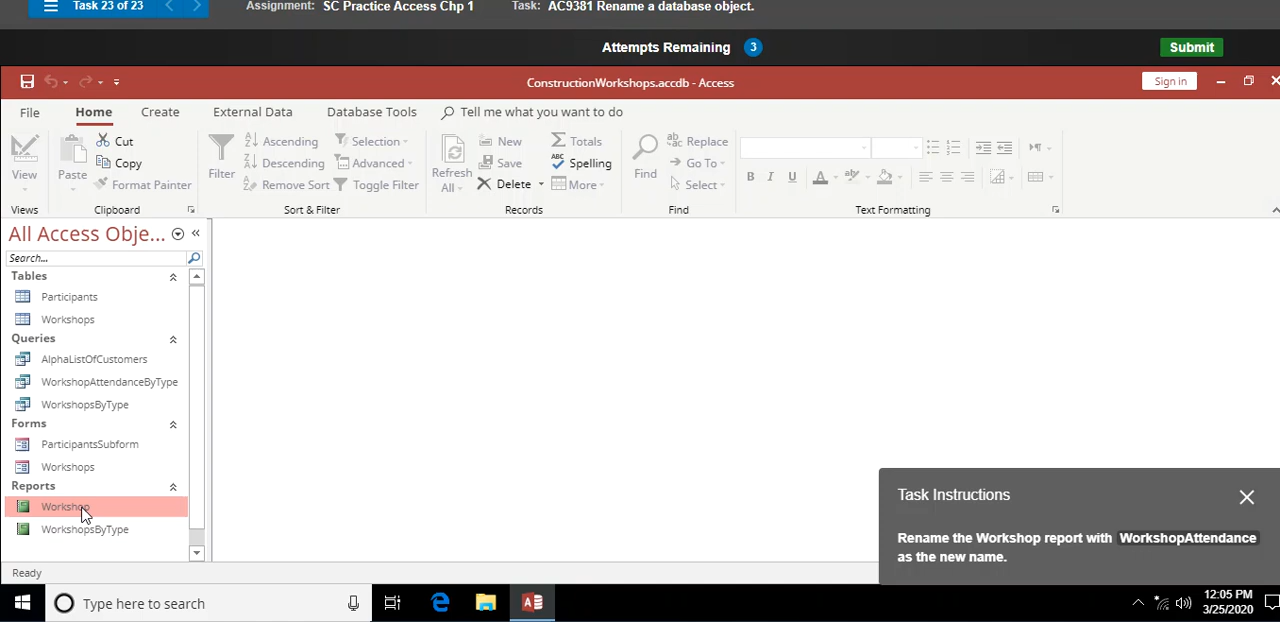 Task 23 of 23
Assignment: SC Practice Access Chp 1
Task: AC9381 Rename a database object.
Attempts Remaining 3
Submit
ConstructionWorkshops.accdb - Access
Sign in
File
Home
Create
External Data
Database Tools
Tell me what you want to do
View
Views
Paste
Cut
Copy
Format Painter
Clipboard
Filter
Ascending
Descending
Remove Sort
Selection
Advanced
Toggle Filter
Sort & Filter
Refresh
All
New
Save
Delete
Totals
Spelling
More
Records
Find
Replace
Go To
Select
Find
B I U
Text Formatting
All Access Obje...
Search...
Tables
Participants
Workshops
Queries
AlphaListOfCustomers
WorkshopAttendanceByType
WorkshopsByType
Forms
ParticipantsSubform
Workshops
Reports
Workshop
WorkshopsByType
Task Instructions
Rename the Workshop report with WorkshopAttendance
as the new name.
Ready
Type here to search
12:05 PM
3/25/2020